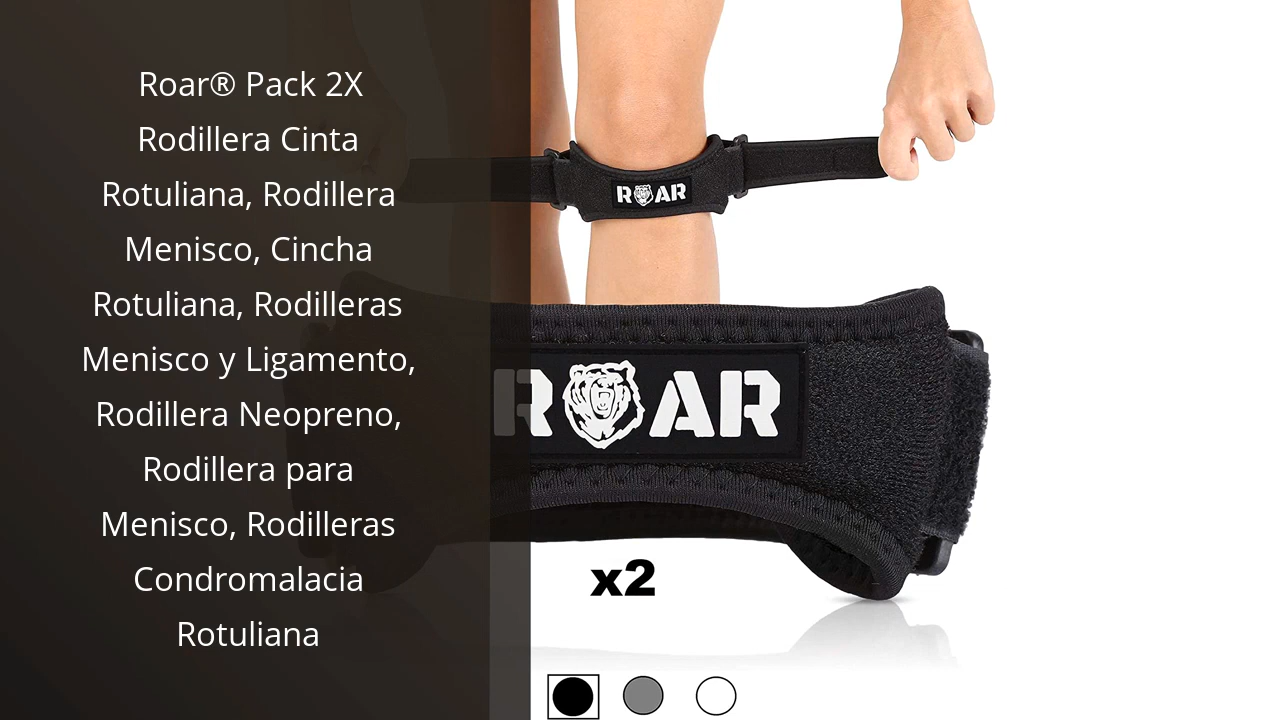 Roar® Pack 2X
Rodillera Cinta
Rotuliana, Rodillera
Menisco, Cincha
Rotuliana, Rodilleras
Menisco y Ligamento,
Rodillera Neopreno,
Rodillera para
Menisco, Rodilleras
Condromalacia
Rotuliana
ROAR
ROAR
x2